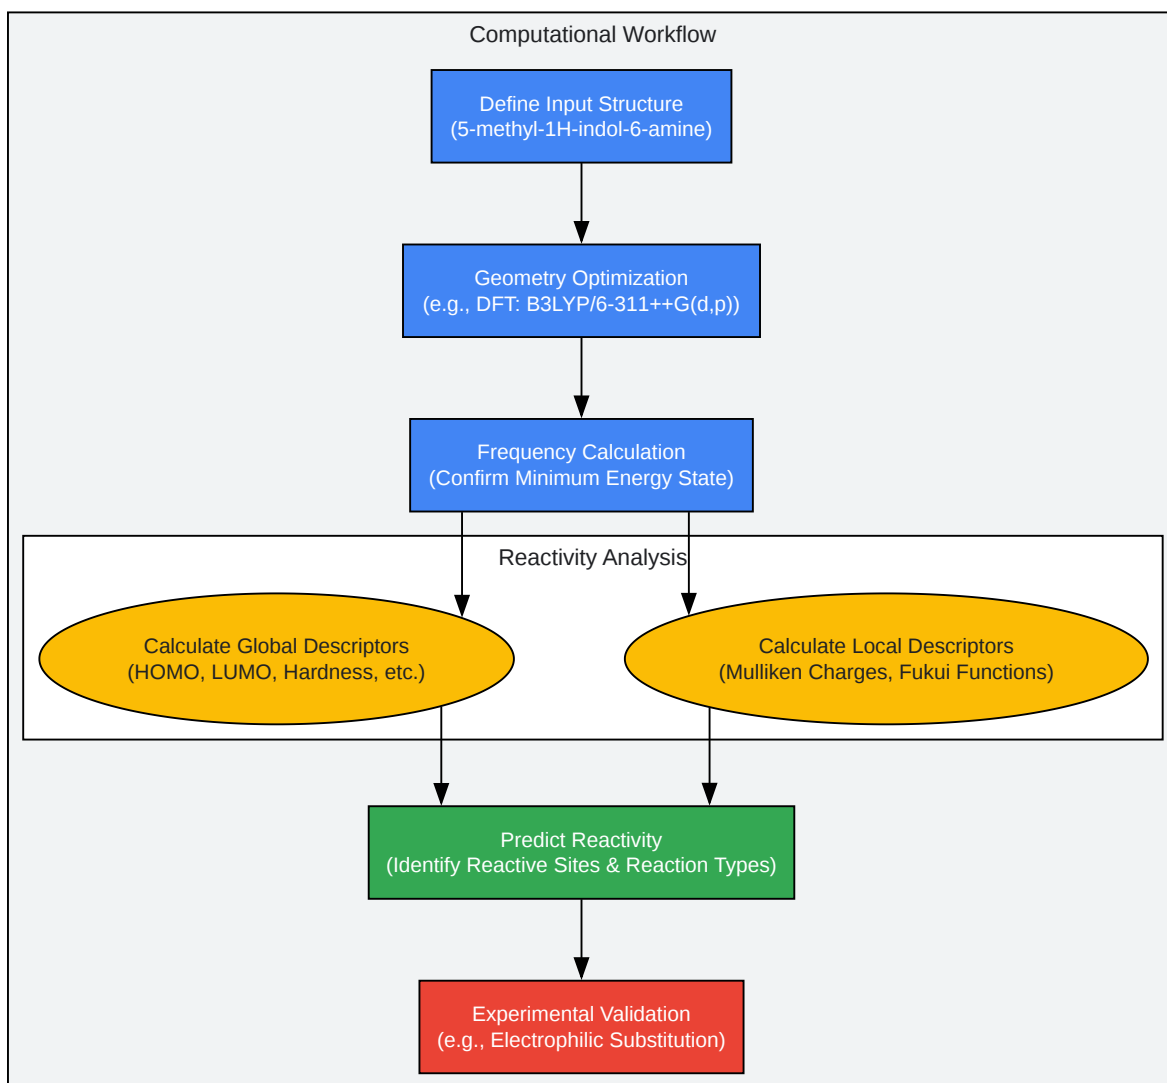 Computational Workflow
Define Input Structure
(5-methyl-1H-indol-6-amine)
Geometry Optimization
(e.g., DFT: B3LYP/6-311++G(d,p))
Frequency Calculation
(Confirm Minimum Energy State)
Reactivity Analysis
Calculate Global Descriptors
(HOMO, LUMO, Hardness, etc.)
Calculate Local Descriptors
(Mulliken Charges, Fukui Functions)
Predict Reactivity
(Identify Reactive Sites & Reaction Types)
Experimental Validation
(e.g., Electrophilic Substitution)